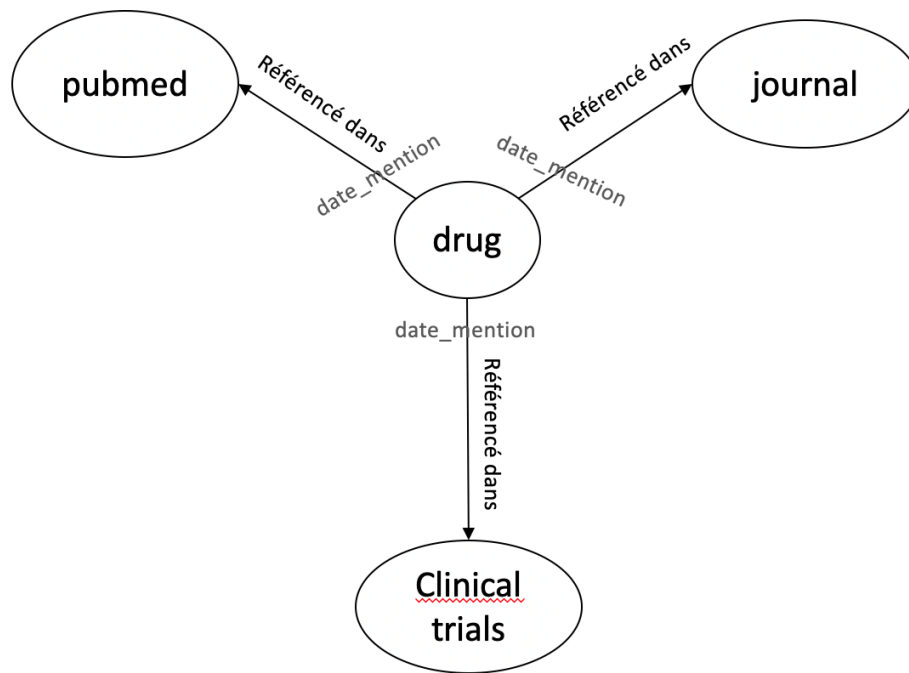 pubmed
Référencé dans
date_mention
journal
Référencé dans
date_mention
drug
date_mention
Référencé dans
Clinical
trials